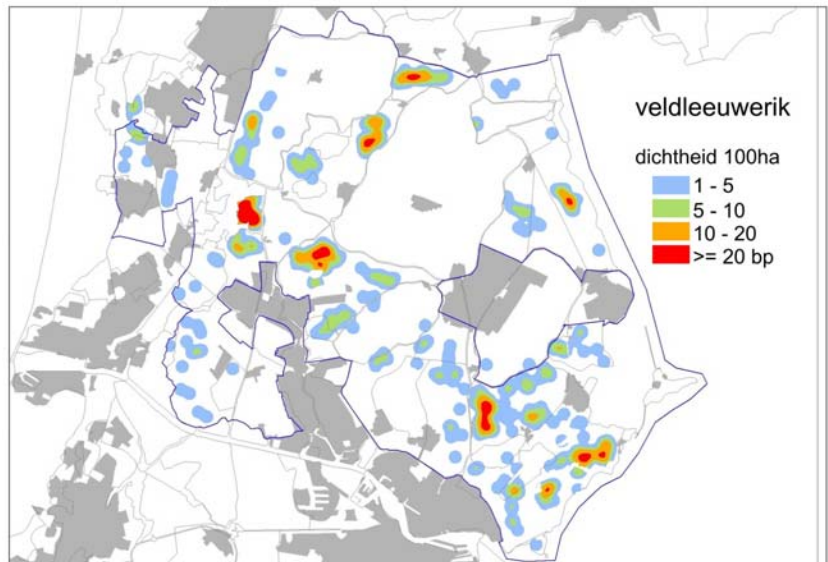 veldleeuwerik
dichtheid 100ha
1 - 5
5 - 10
10 - 20
>= 20 bp